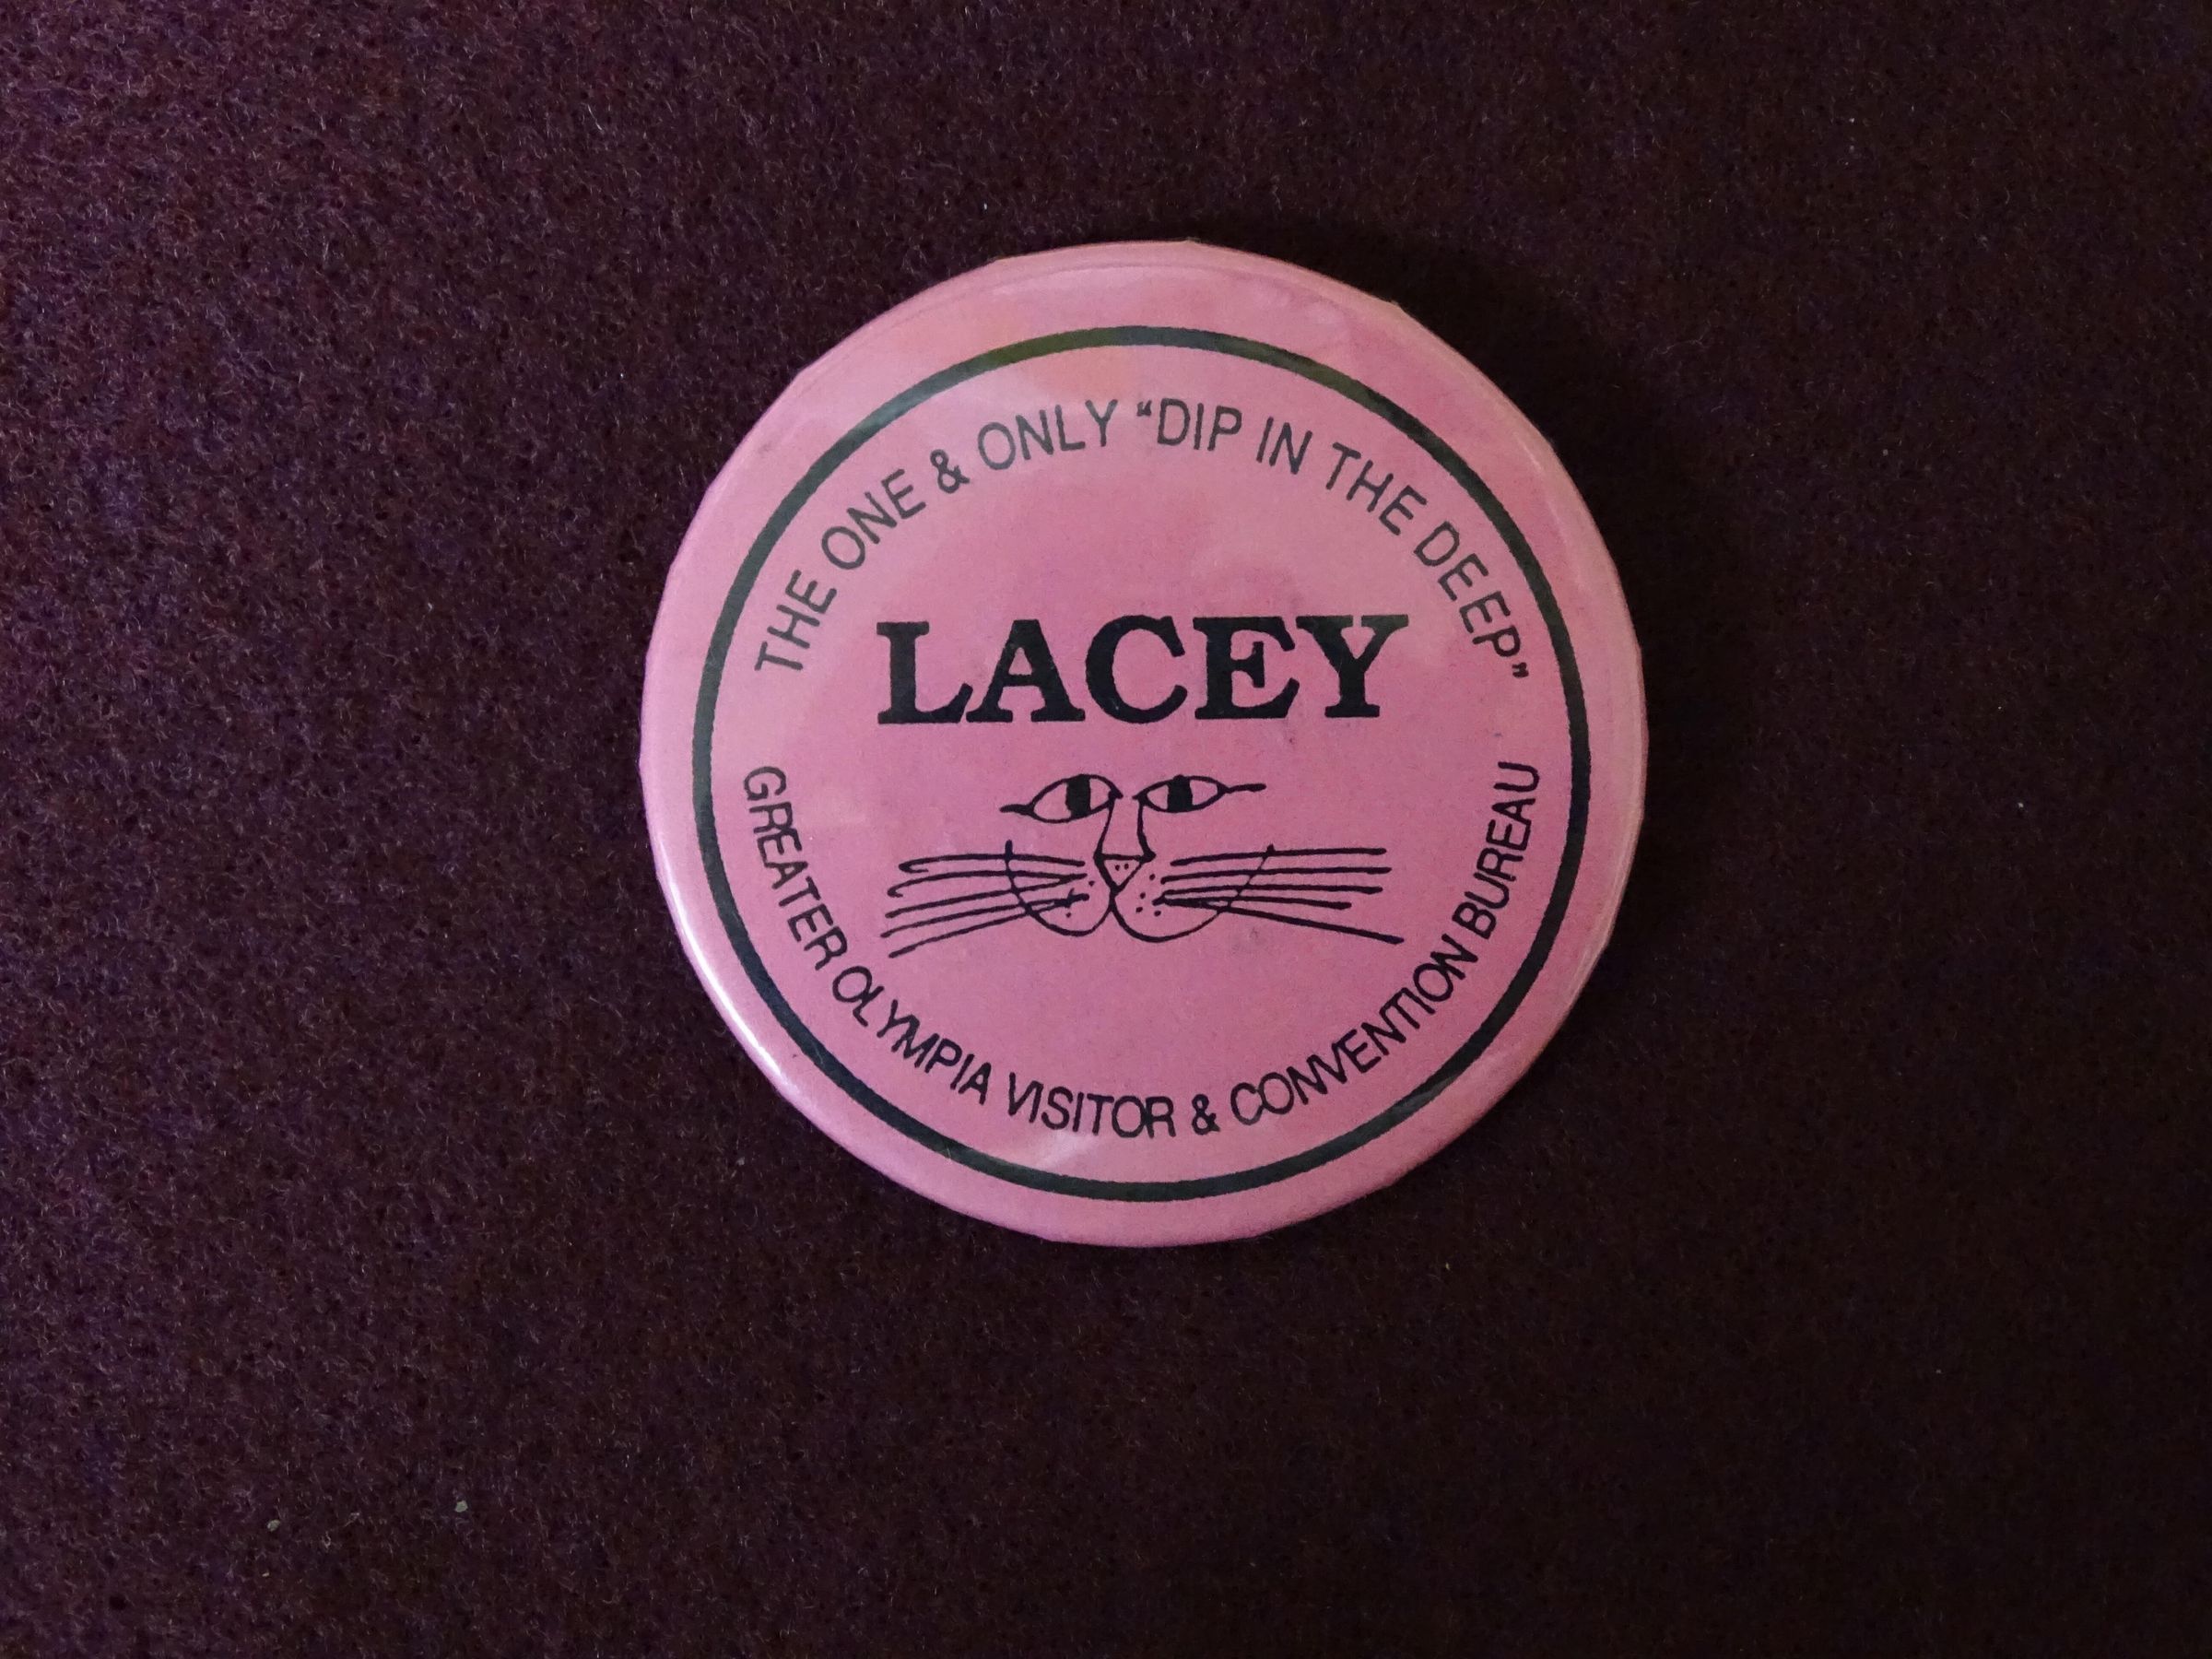 THE ONE & ONLY "DIP IN THE DEEP"
LACEY
GREATER OLYMPIA VISITOR & CONVENTION BUREAU